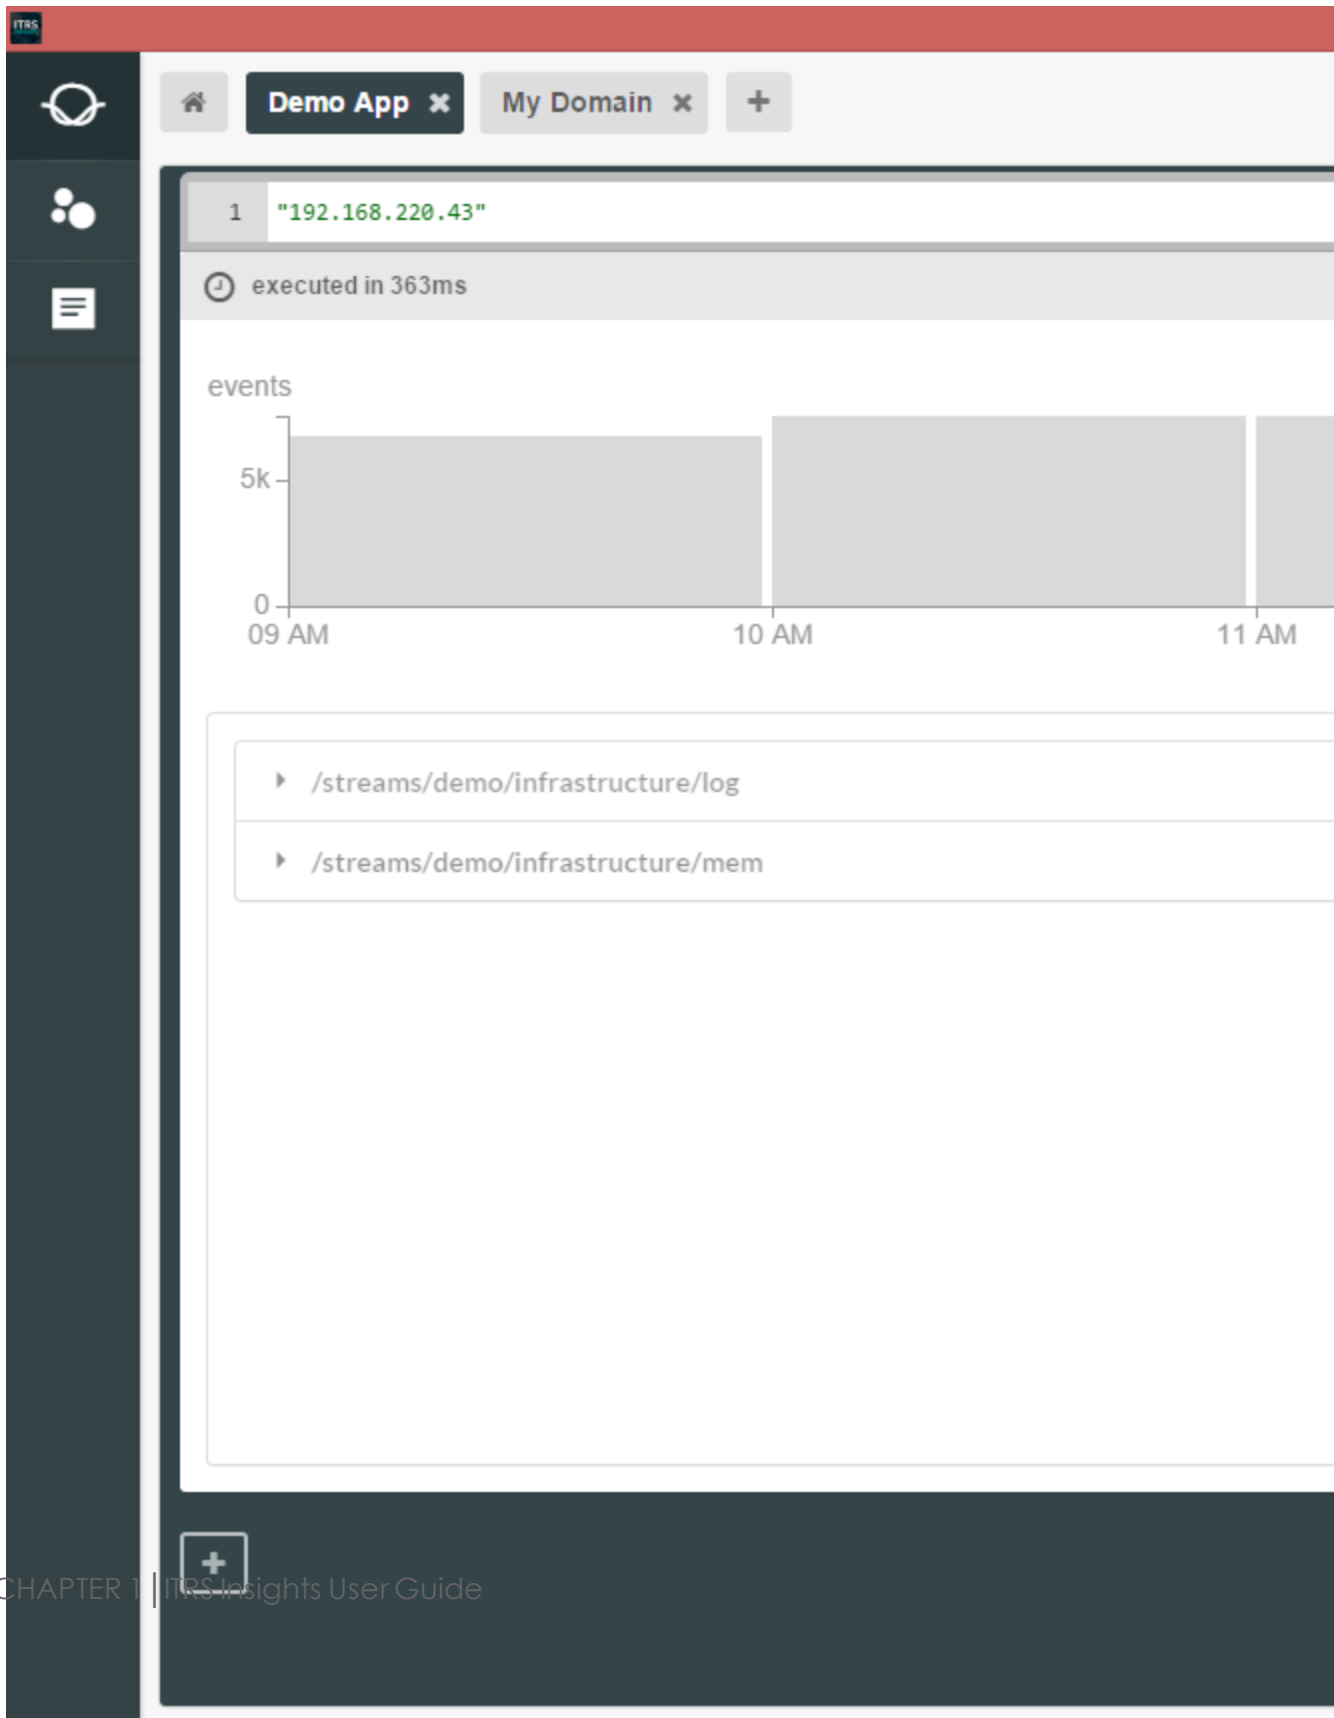 ITRS
Demo App
My Domain
1 "192.168.220.43"
executed in 363ms
events
5k
0
09 AM 10 AM 11 AM
/streams/demo/infrastructure/log
/streams/demo/infrastructure/mem
CHAPTER 1 | ITRS Insights User Guide